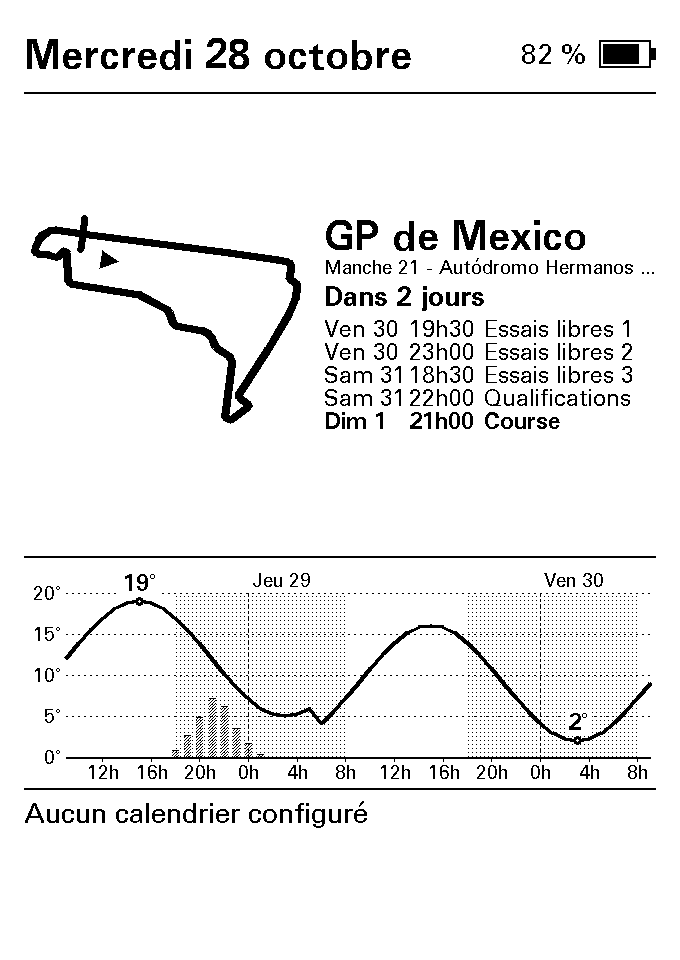 Mercredi 28 octobre
82 %
GP de Mexico
Manche 21 - Autódromo Hermanos ...
Dans 2 jours
Ven 30 19h30 Essais libres 1
Ven 30 23h00 Essais libres 2
Sam 31 18h30 Essais libres 3
Sam 31 22h00 Qualifications
Dim 1 21h00 Course
19° Jeu 29 Ven 30
20°
15°
10°
5°
2°
0°
12h 16h 20h 0h 4h 8h 12h 16h 20h 0h 4h 8h
Aucun calendrier configuré